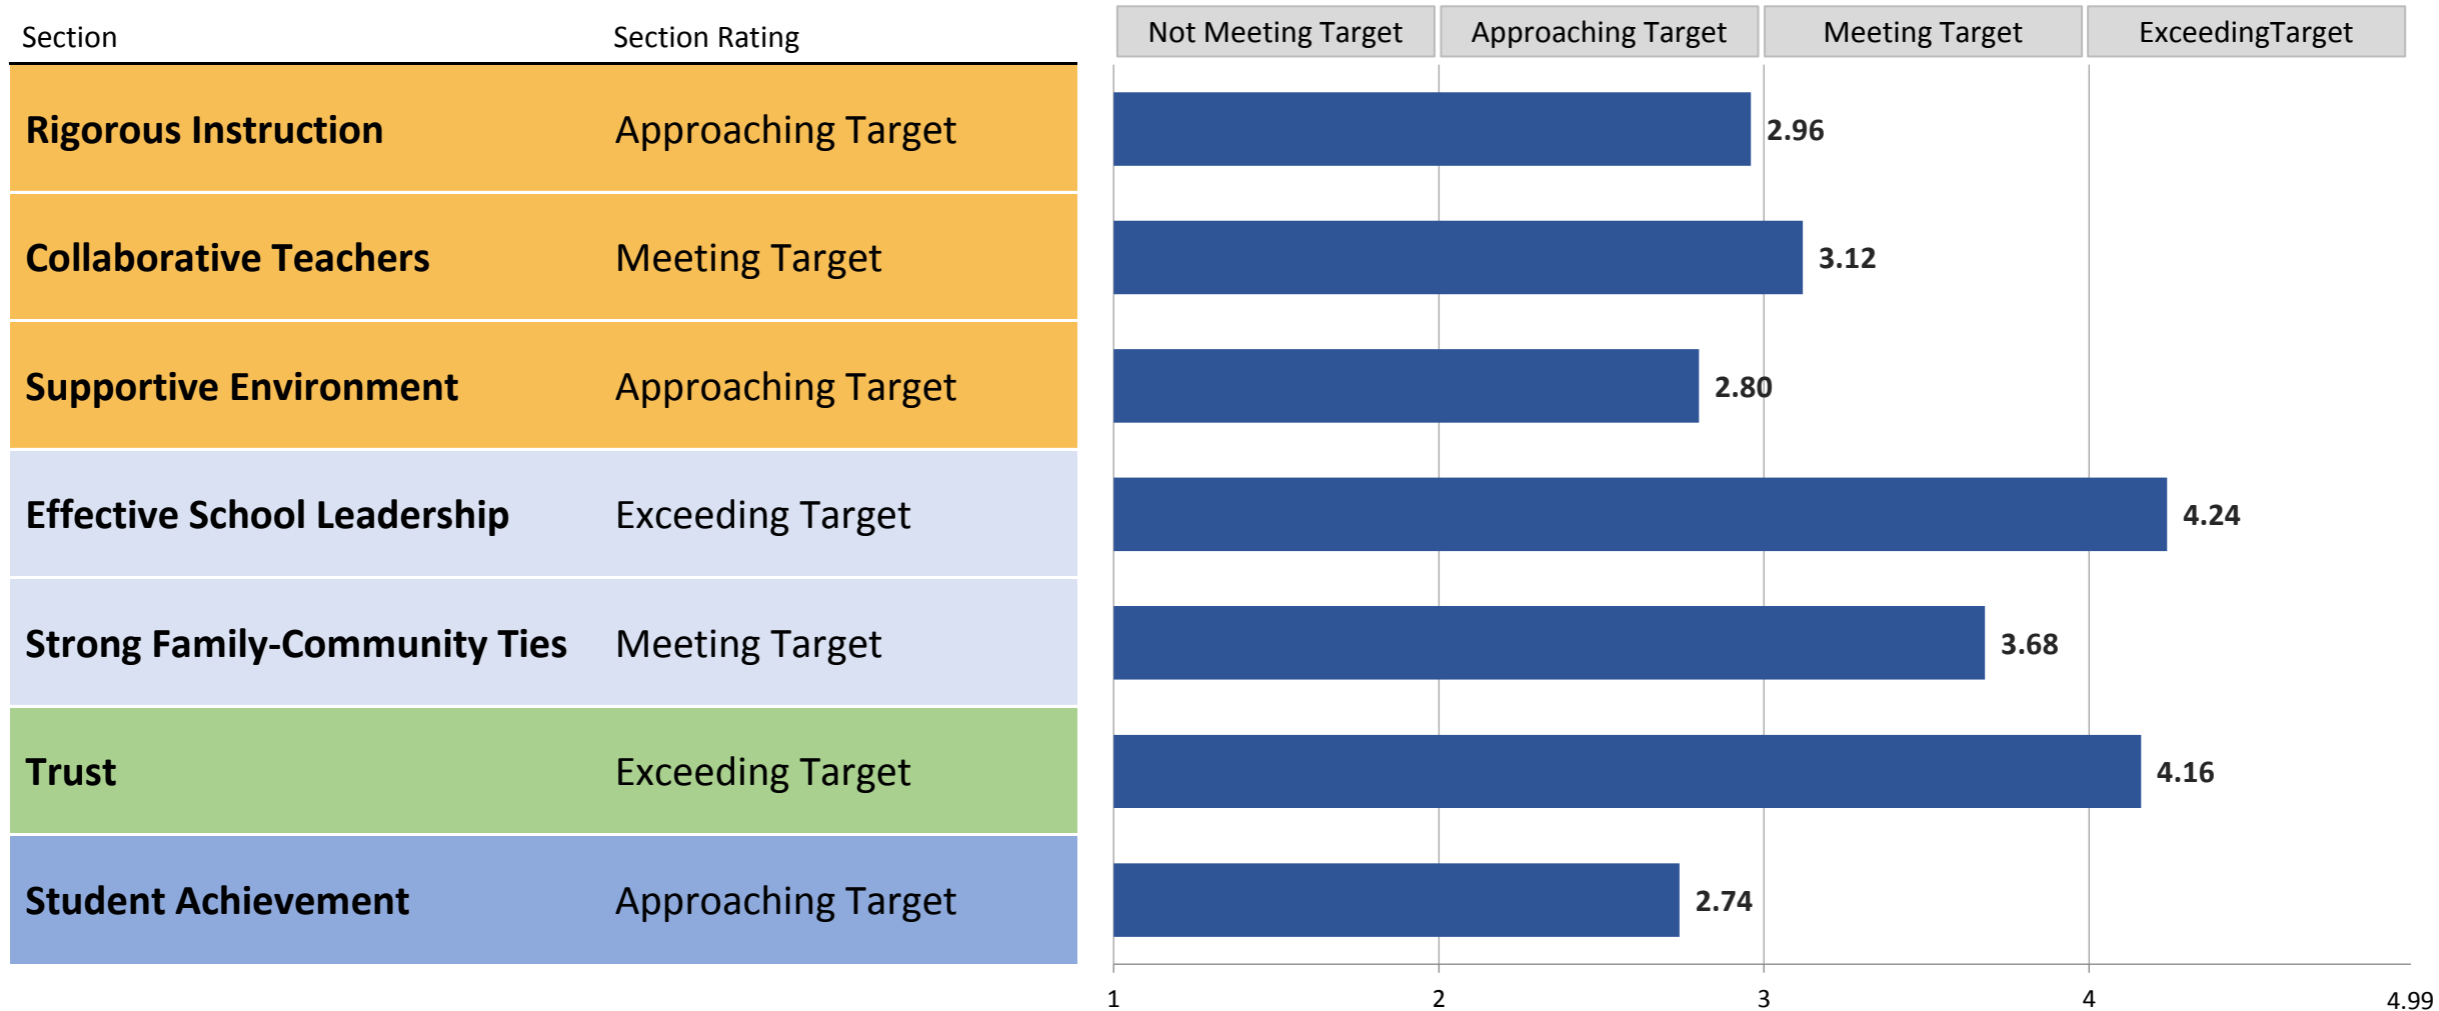 Section Section Rating Not Meeting Target Approaching Target Meeting Target ExceedingTarget
Rigorous Instruction Approaching Target 2.96
Collaborative Teachers Meeting Target 3.12
Supportive Environment Approaching Target 2.80
Effective School Leadership Exceeding Target 4.24
Strong Family-Community Ties Meeting Target 3.68
Trust Exceeding Target 4.16
Student Achievement Approaching Target 2.74
1 2 3 4 4.99